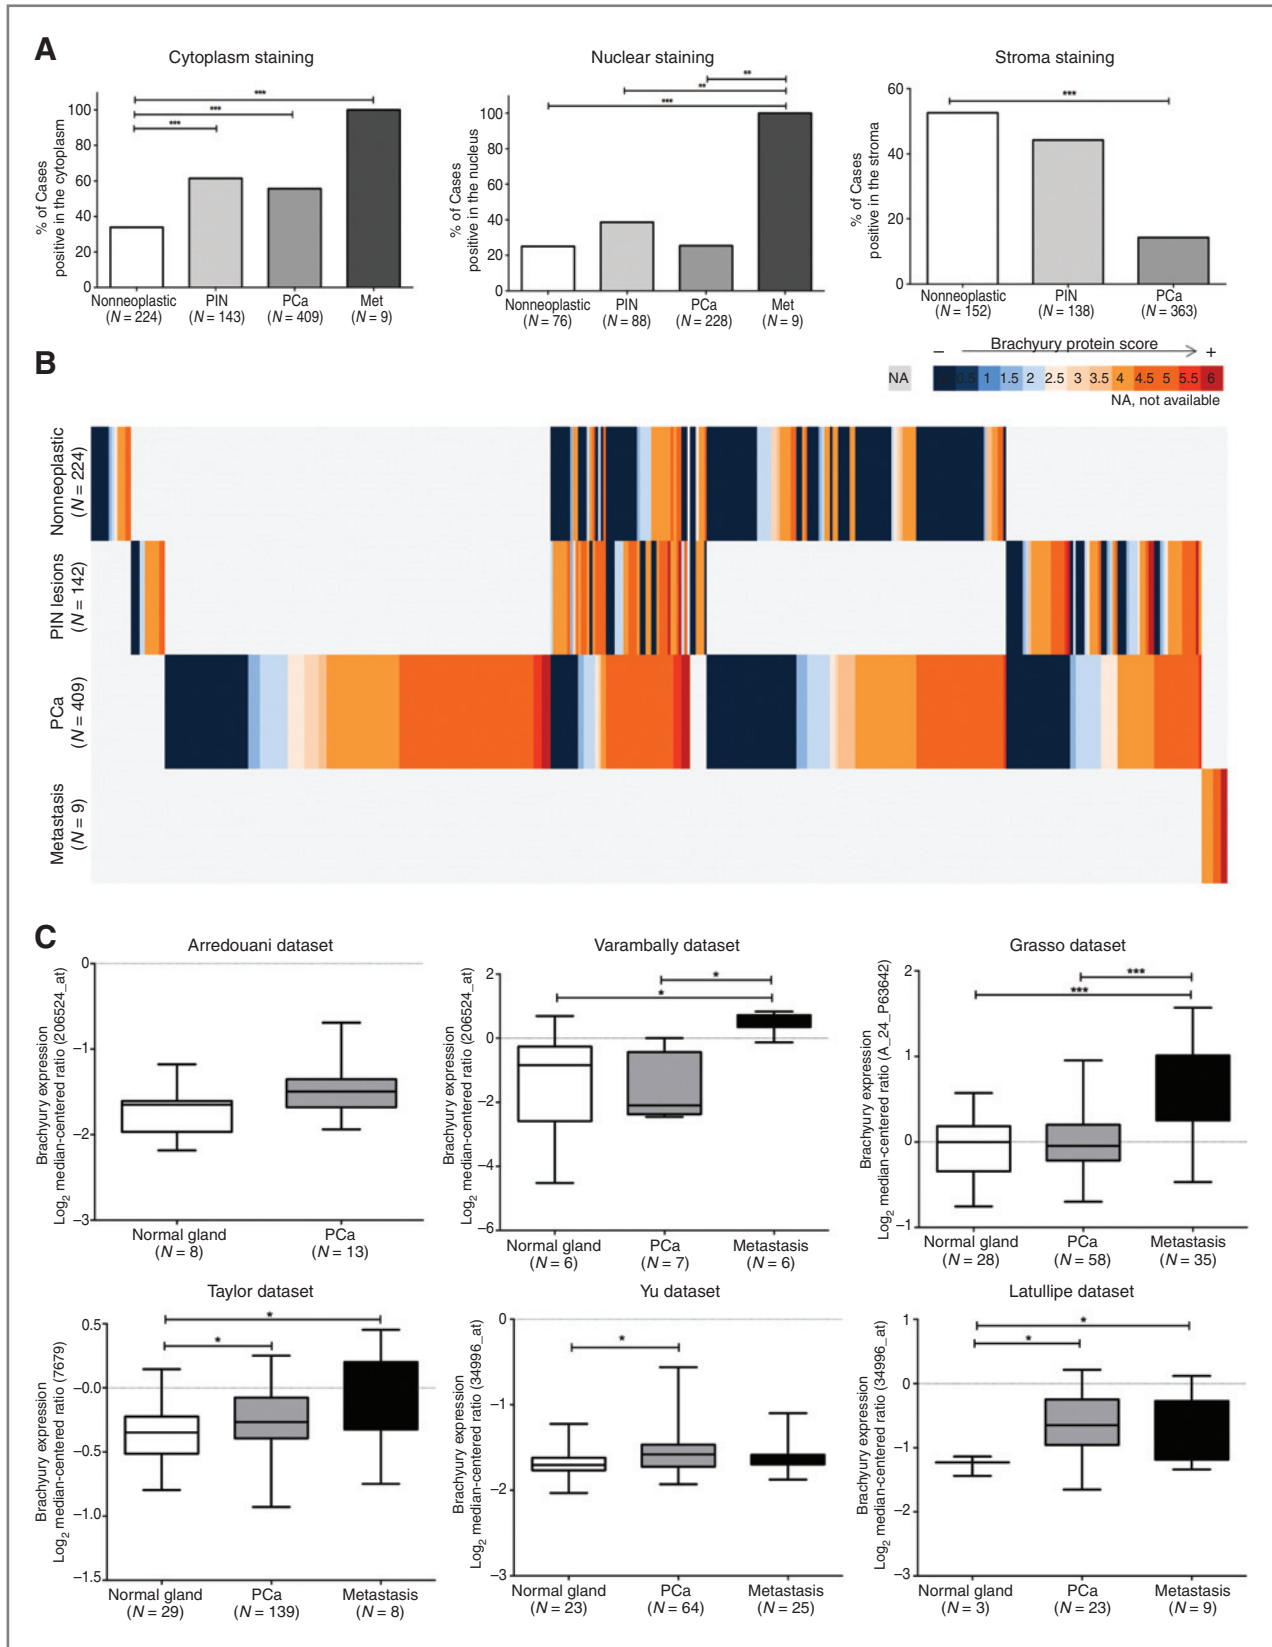 A
Cytoplasm staining
% of Cases
positive in the cytoplasm
100
80
60
40
20
0
***
***
***
Nonneoplastic PIN PCa Met
(N = 224) (N = 143) (N = 409) (N = 9)
Nuclear staining
% of Cases
positive in the nucleus
100
80
60
40
20
0
**
**
***
Nonneoplastic PIN PCa Met
(N = 76) (N = 88) (N = 228) (N = 9)
Stroma staining
% of Cases
positive in the stroma
60
40
20
0
***
Nonneoplastic PIN PCa
(N = 152) (N = 138) (N = 363)
B
Brachyury protein score
– +
NA 0.5 1 1.5 2 2.5 3 3.5 4 4.5 5 5.5 6
NA, not available
Nonneoplastic
(N = 224)
PIN lesions
(N = 142)
PCa
(N = 409)
Metastasis
(N = 9)
C
Arredouani dataset
Brachyury expression
Log2 median-centered ratio (206524_at)
0
–1
–2
–3
Normal gland PCa
(N = 8) (N = 13)
Varambally dataset
Brachyury expression
Log2 median-centered ratio (206524_at)
2
0
–2
–4
–6
*
*
Normal gland PCa Metastasis
(N = 6) (N = 7) (N = 6)
Grasso dataset
Brachyury expression
Log2 median-centered ratio (A_24_P63642)
2
1
0
–1
***
***
Normal gland PCa Metastasis
(N = 28) (N = 58) (N = 35)
Taylor dataset
Brachyury expression
Log2 median-centered ratio (7679)
0.5
–0.0
–0.5
–1.0
–1.5
*
*
Normal gland PCa Metastasis
(N = 29) (N = 139) (N = 8)
Yu dataset
Brachyury expression
Log2 median-centered ratio (34996_at)
0
–1
–2
–3
*
Normal gland PCa Metastasis
(N = 23) (N = 64) (N = 25)
Latullipe dataset
Brachyury expression
Log2 median-centered ratio (34996_at)
1
0
–1
–2
–3
*
*
Normal gland PCa Metastasis
(N = 3) (N = 23) (N = 9)